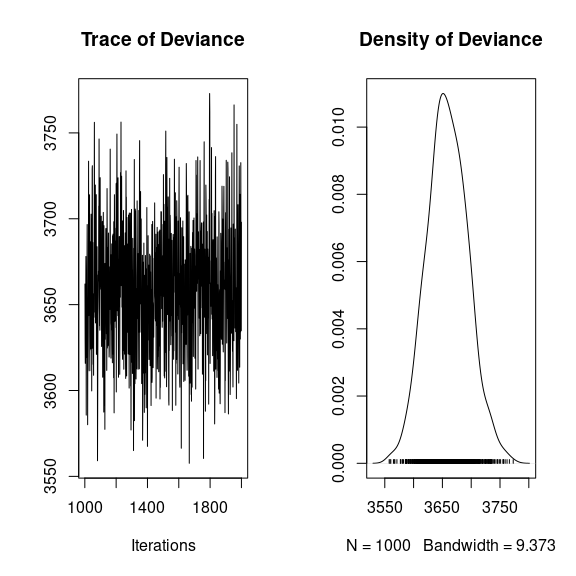 Trace of Deviance
3750
3700
3650
3600
3550
1000 1400 1800
Iterations
Density of Deviance
0.010
0.008
0.006
0.004
0.002
0.000
3550 3650 3750
N = 1000 Bandwidth = 9.373